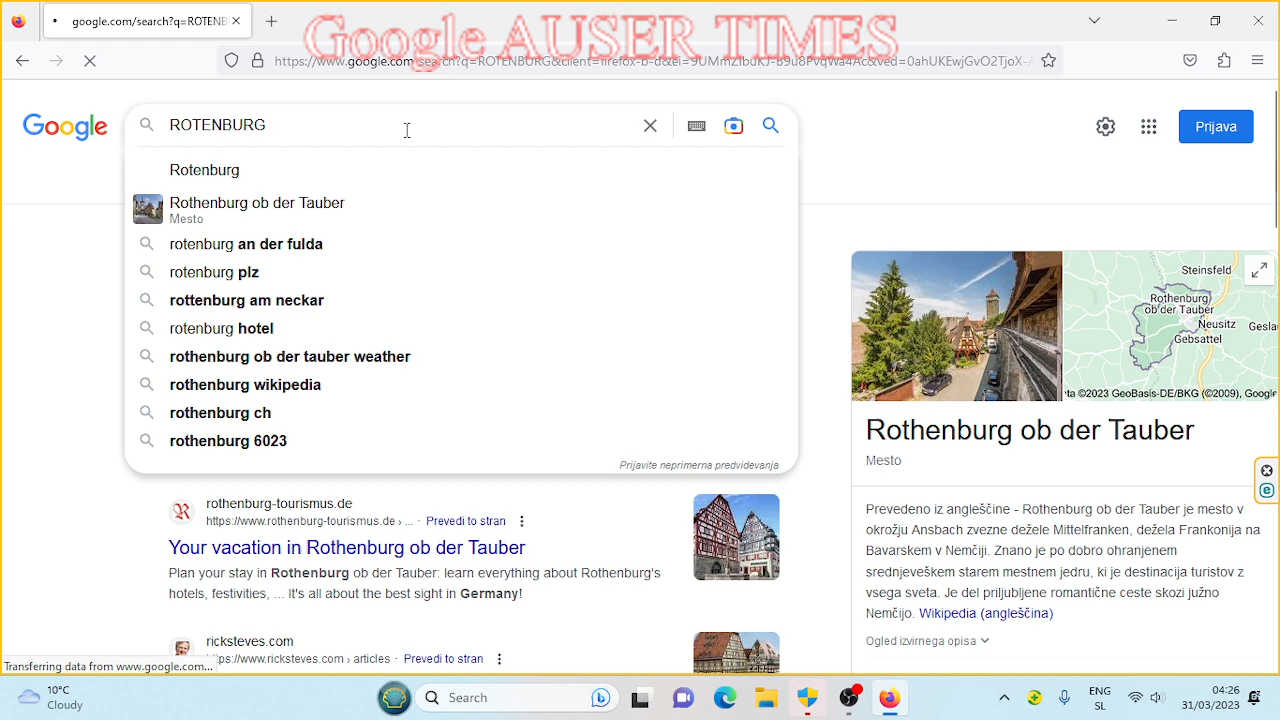 google.com/search?q=ROTENB
Google AUSER TIMES
Google
ROTENBURG
Prijava
Rotenburg
Rothenburg ob der Tauber
Mesto
rotenburg an der fulda
rotenburg plz
rottenburg am neckar
rotenburg hotel
rothenburg ob der tauber weather
rothenburg wikipedia
rothenburg ch
rothenburg 6023
Prijavite neprimerna predvidevanja
Steinsfeld
Rothenburg
ob der Tauber
Neusitz
Geslau
Gebsattel
ta ©2023 GeoBasis-DE/BKG (©2009), Google
Rothenburg ob der Tauber
Mesto
Prevedeno iz angleščine - Rothenburg ob der Tauber je mesto v
okrožju Ansbach zvezne dežele Mittelfranken, dežela Frankonija na
Bavarskem v Nemčiji. Znano je po dobro ohranjenem
srednjeveškem starem mestnem jedru, ki je destinacija turistov z
vsega sveta. Je del priljubljene romantične ceste skozi južno
Nemčijo. Wikipedia (angleščina)
Ogled izvirnega opisa
rothenburg-tourismus.de
https://www.rothenburg-tourismus.de › ... Prevedi to stran
Your vacation in Rothenburg ob der Tauber
Plan your stay in Rothenburg ob der Tauber: learn everything about Rothenburg's
hotels, festivities, ... It's all about the best sight in Germany!
ricksteves.com
https://www.ricksteves.com › articles Prevedi to stran
Transferring data from www.google.com...
10°C
Cloudy
Search
ENG
SL
04:26
31/03/2023